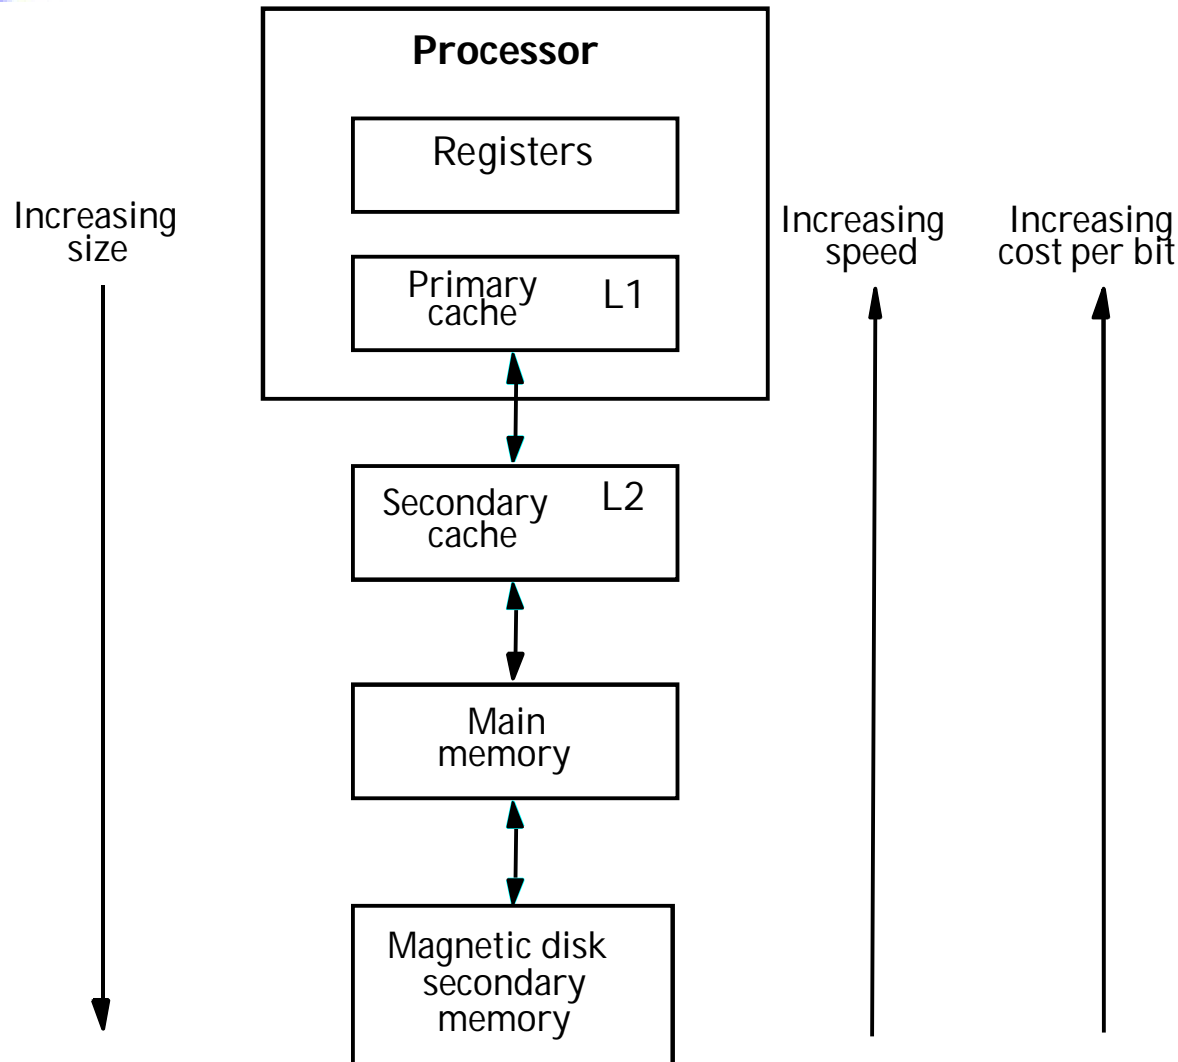 Processor
Registers
Increasing
size
Increasing
speed
Increasing
cost per bit
Primary
cache
L1
Secondary
cache
L2
Main
memory
Magnetic disk
secondary
memory